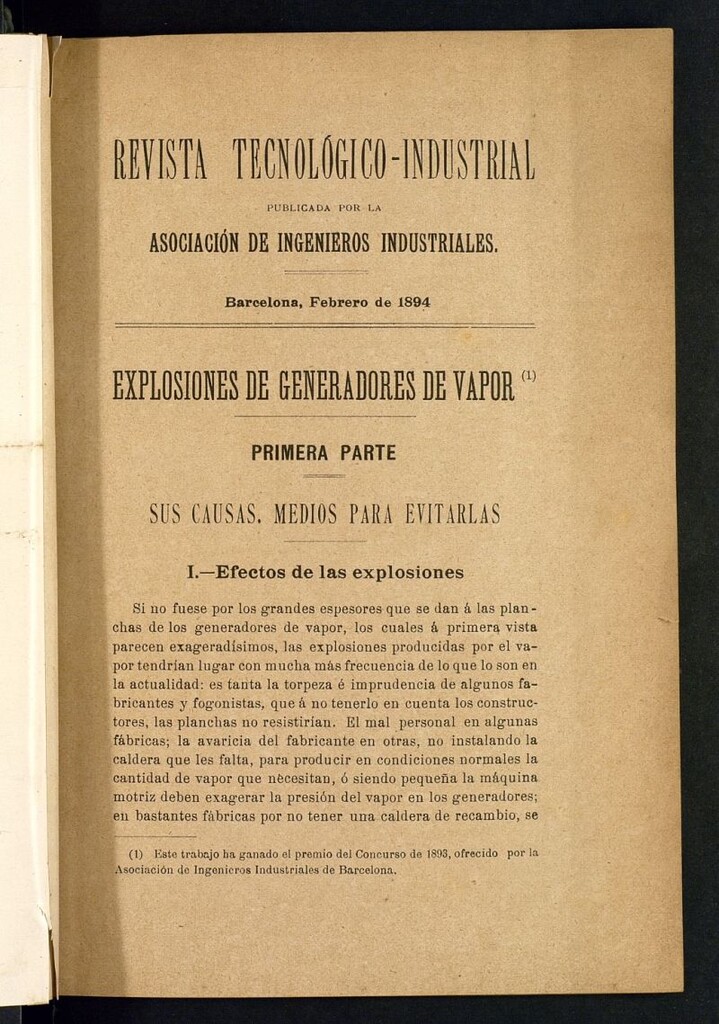 REVISTA TECNOLÓGICO-INDUSTRIAL
PUBLICADA POR LA
ASOCIACIÓN DE INGENIEROS INDUSTRIALES.
Barcelona, Febrero de 1894
EXPLOSIONES DE GENERADORES DE VAPOR (1)
PRIMERA PARTE
SUS CAUSAS. MEDIOS PARA EVITARLAS
I.—Efectos de las explosiones
Si no fuese por los grandes espesores que se dan á las plan-
chas de los generadores de vapor, los cuales á primera vista
parecen exageradísimos, las explosiones producidas por el va-
por tendrían lugar con mucha más frecuencia de lo que lo son en
la actualidad: es tanta la torpeza é imprudencia de algunos fa-
bricantes y fogonistas, que á no tenerlo en cuenta los construc-
tores, las planchas no resistirían. El mal personal en algunas
fábricas; la avaricia del fabricante en otras, no instalando la
caldera que les falta, para producir en condiciones normales la
cantidad de vapor que necesitan, ó siendo pequeña la máquina
motriz deben exagerar la presión del vapor en los generadores;
en bastantes fábricas por no tener una caldera de recambio, se
(1) Este trabajo ha ganado el premio del Concurso de 1893, ofrecido por la
Asociación de Ingenieros Industriales de Barcelona.